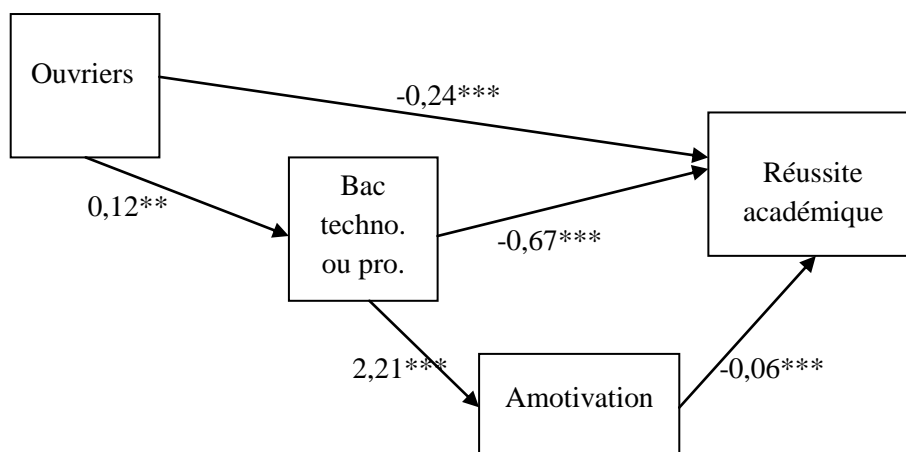 Ouvriers
-0,24***
Bac
techno.
ou pro.
Réussite
académique
0,12**
-0,67***
2,21***
Amotivation
-0,06***